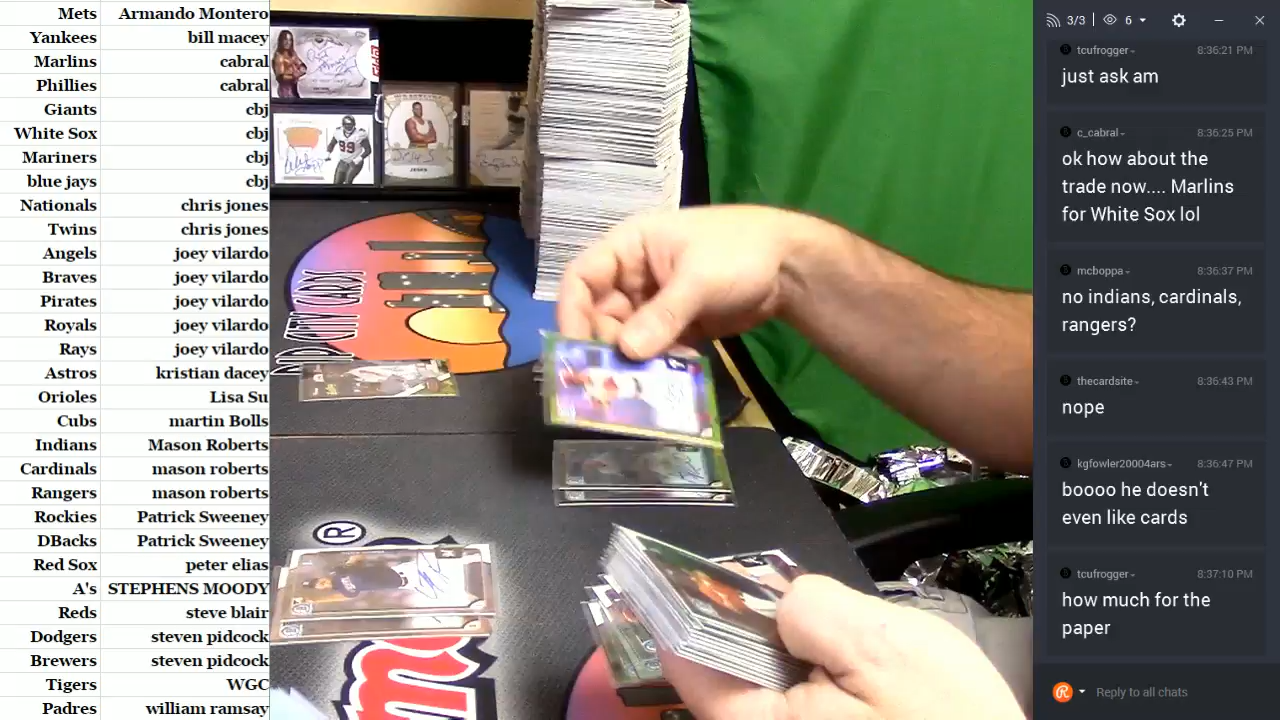 Mets Armando Montero
Yankees bill macey
Marlins cabral
Phillies cabral
Giants cbj
White Sox cbj
Mariners cbj
blue jays cbj
Nationals chris jones
Twins chris jones
Angels joey vilardo
Braves joey vilardo
Pirates joey vilardo
Royals joey vilardo
Rays joey vilardo
Astros kristian dacey
Orioles Lisa Su
Cubs martin Bolls
Indians Mason Roberts
Cardinals mason roberts
Rangers mason roberts
Rockies Patrick Sweeney
DBacks Patrick Sweeney
Red Sox peter elias
A's STEPHENS MOODY
Reds steve blair
Dodgers steven pidcock
Brewers steven pidcock
Tigers WGC
Padres william ramsay
CITY CARDS
®
99
3/3 6
tcufrogger 8:36:21 PM
just ask am
c_cabral 8:36:25 PM
ok how about the
trade now.... Marlins
for White Sox lol
mcboppa 8:36:37 PM
no indians, cardinals,
rangers?
thecardsite 8:36:43 PM
nope
kgfowler20004ars 8:36:47 PM
boooo he doesn't
even like cards
tcufrogger 8:37:10 PM
how much for the
paper
Reply to all chats